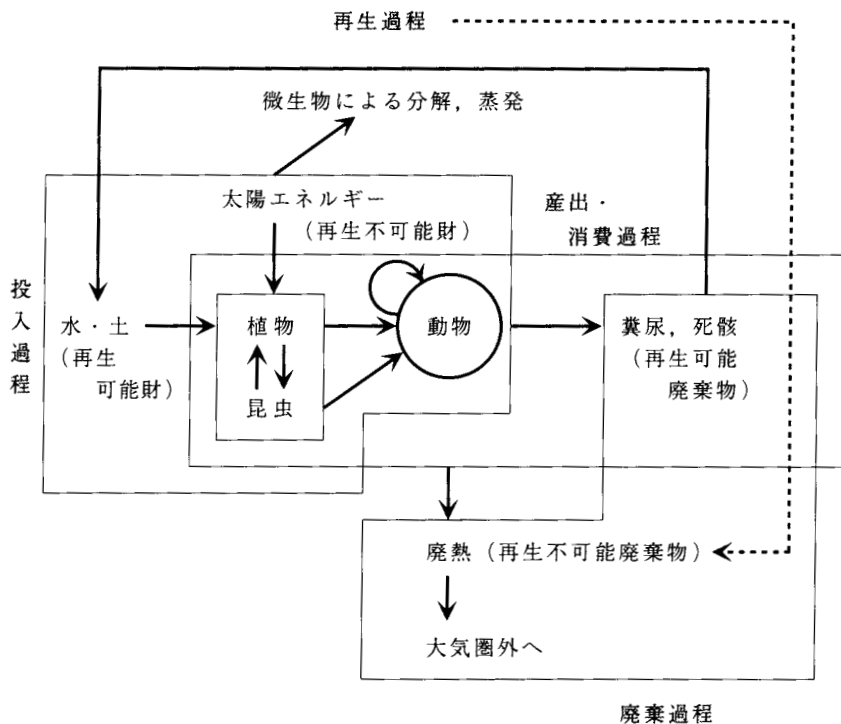 再生過程
微生物による分解，蒸発
太陽エネルギー
（再生不可能財）
産出・
消費過程
投入過程
水・土
（再生
可能財）
植物
昆虫
動物
糞尿，死骸
（再生可能
廃棄物）
廃熱（再生不可能廃棄物）
大気圏外へ
廃棄過程